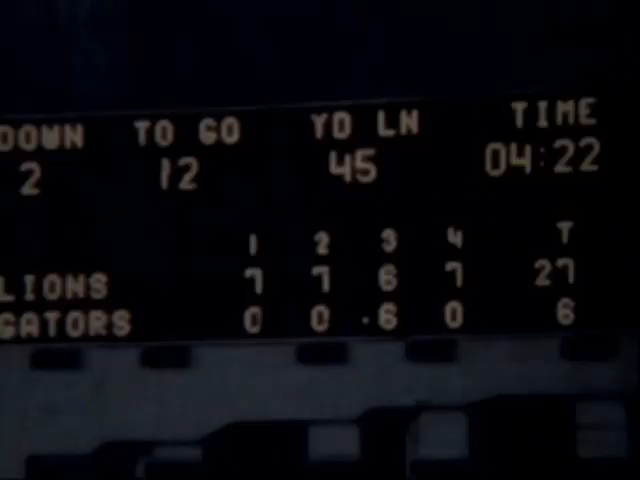 DOWN TO GO YD LN TIME
2 12 45 04:22
1 2 3 4 T
LIONS 7 7 6 7 27
GATORS 0 0 6 0 6